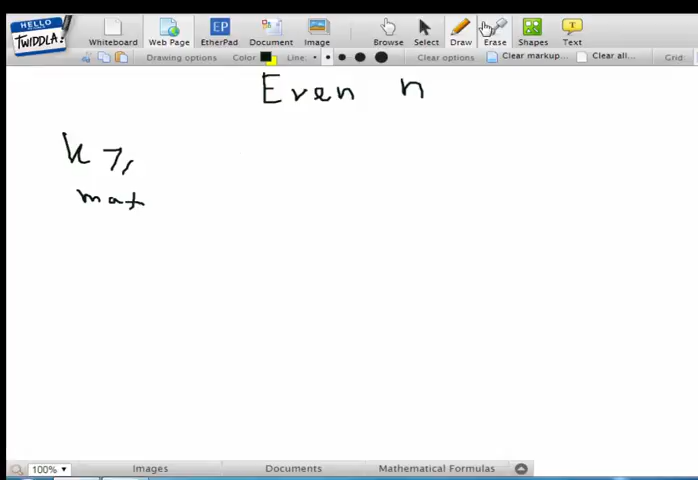 HELLO
TWIDDLA!
Whiteboard Web Page EtherPad Document Image Browse Select Draw Erase Shapes Text
Drawing options Color: Line: Clear options Clear markup... Clear all... Grid:
Even n
k ≥
max
100% Images Documents Mathematical Formulas